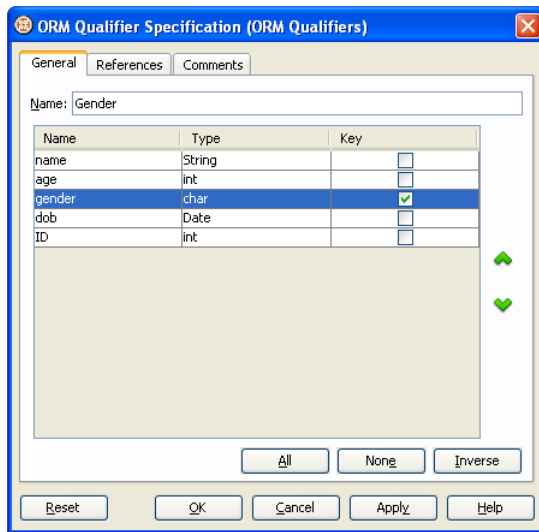 ORM Qualifier Specification (ORM Qualifiers)
General References Comments
Name: Gender
Name Type Key
name String
age int
gender char
dob Date
ID int
All None Inverse
Reset OK Cancel Apply Help